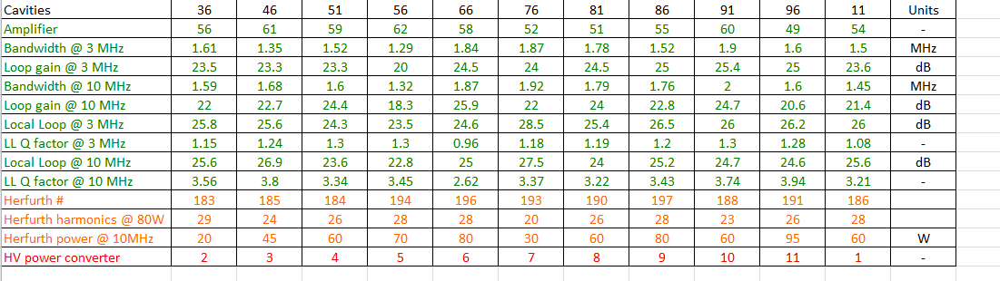 Cavities 36 46 51 56 66 76 81 86 91 96 11 Units
Amplifier 56 61 59 62 58 52 51 55 60 49 54 -
Bandwidth @ 3 MHz 1.61 1.35 1.52 1.29 1.84 1.87 1.78 1.52 1.9 1.6 1.5 MHz
Loop gain @ 3 MHz 23.5 23.3 23.3 20 24.5 24 24.5 25 25.4 25 23.6 dB
Bandwidth @ 10 MHz 1.59 1.68 1.6 1.32 1.87 1.92 1.79 1.76 2 1.6 1.45 MHz
Loop gain @ 10 MHz 22 22.7 24.4 18.3 25.9 22 24 22.8 24.7 20.6 21.4 dB
Local Loop @ 3 MHz 25.8 25.6 24.3 23.5 24.6 28.5 25.4 26.5 26 26.2 26 dB
LL Q factor @ 3 MHz 1.15 1.24 1.3 1.3 0.96 1.18 1.19 1.2 1.3 1.28 1.08 -
Local Loop @ 10 MHz 25.6 26.9 23.6 22.8 25 27.5 24 25.2 24.7 24.6 25.6 dB
LL Q factor @ 10 MHz 3.56 3.8 3.34 3.45 2.62 3.37 3.22 3.43 3.74 3.94 3.21 -
Herfurth # 183 185 184 194 196 193 190 197 188 191 186
Herfurth harmonics @ 80W 29 24 26 28 28 20 26 28 23 26 28
Herfurth power @ 10MHz 20 45 60 70 80 30 60 80 60 95 60 W
HV power converter 2 3 4 5 6 7 8 9 10 11 1 -